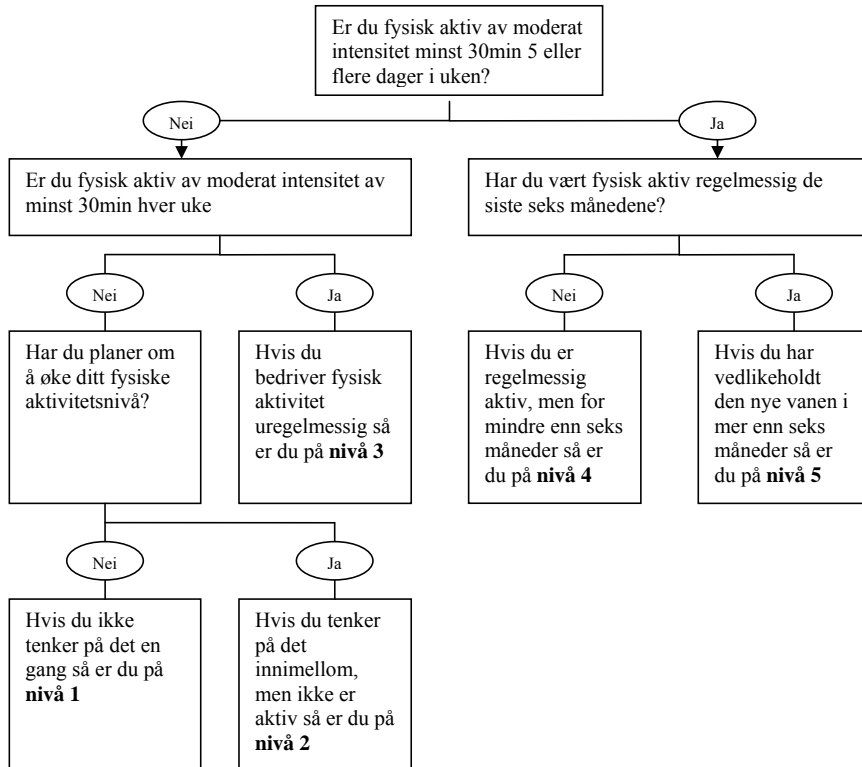 Er du fysisk aktiv av moderat
intensitet minst 30min 5 eller
flere dager i uken?
Nei
Ja
Er du fysisk aktiv av moderat intensitet av
minst 30min hver uke
Har du vært fysisk aktiv regelmessig de
siste seks månedene?
Nei
Ja
Nei
Ja
Har du planer om
å øke ditt fysiske
aktivitetsnivå?
Hvis du
bedriver fysisk
aktivitet
uregelmessig så
er du på nivå 3
Hvis du er
regelmessig
aktiv, men for
mindre enn seks
måneder så er
du på nivå 4
Hvis du har
vedlikeholdt
den nye vanen i
mer enn seks
måneder så er
du på nivå 5
Nei
Ja
Hvis du ikke
tenker på det en
gang så er du på
nivå 1
Hvis du tenker
på det
innimellom,
men ikke er
aktiv så er du på
nivå 2